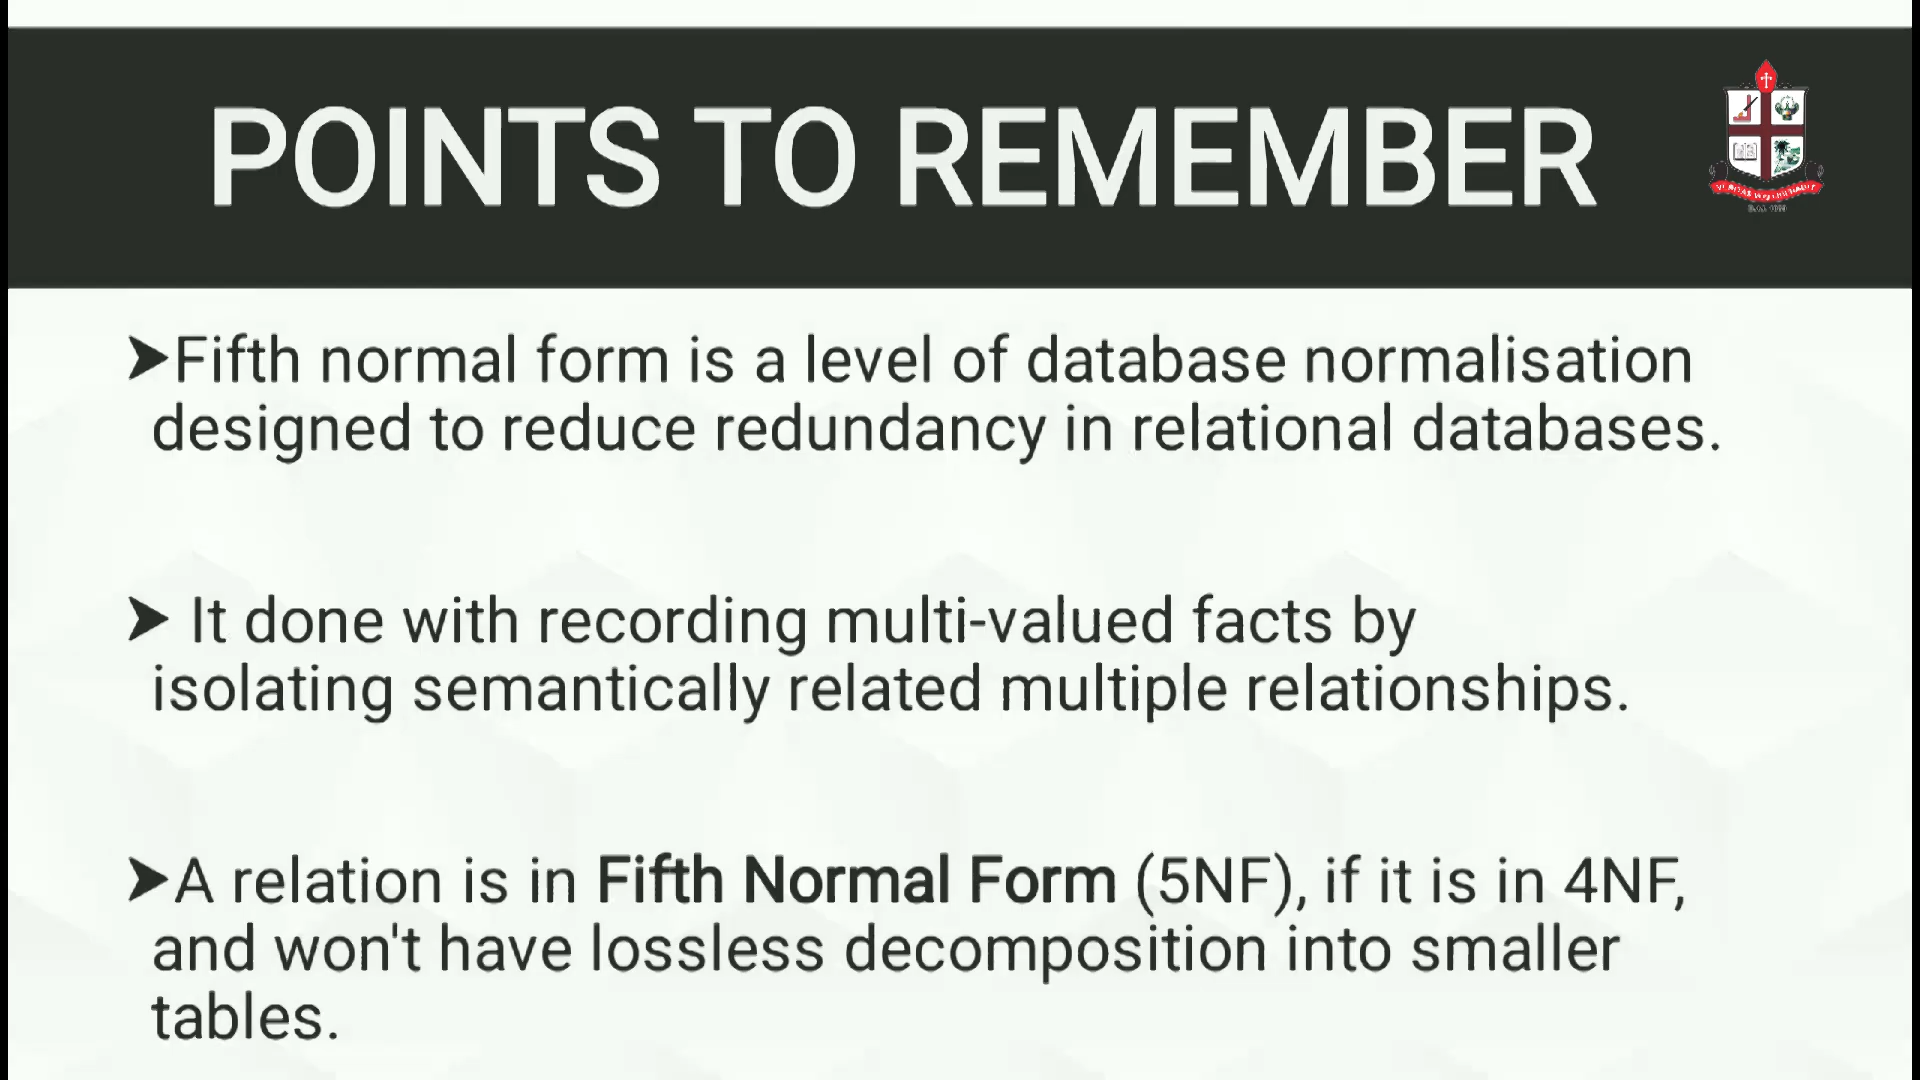 POINTS TO REMEMBER
➤Fifth normal form is a level of database normalisation
designed to reduce redundancy in relational databases.
➤ It done with recording multi-valued facts by
isolating semantically related multiple relationships.
➤A relation is in Fifth Normal Form (5NF), if it is in 4NF,
and won't have lossless decomposition into smaller
tables.